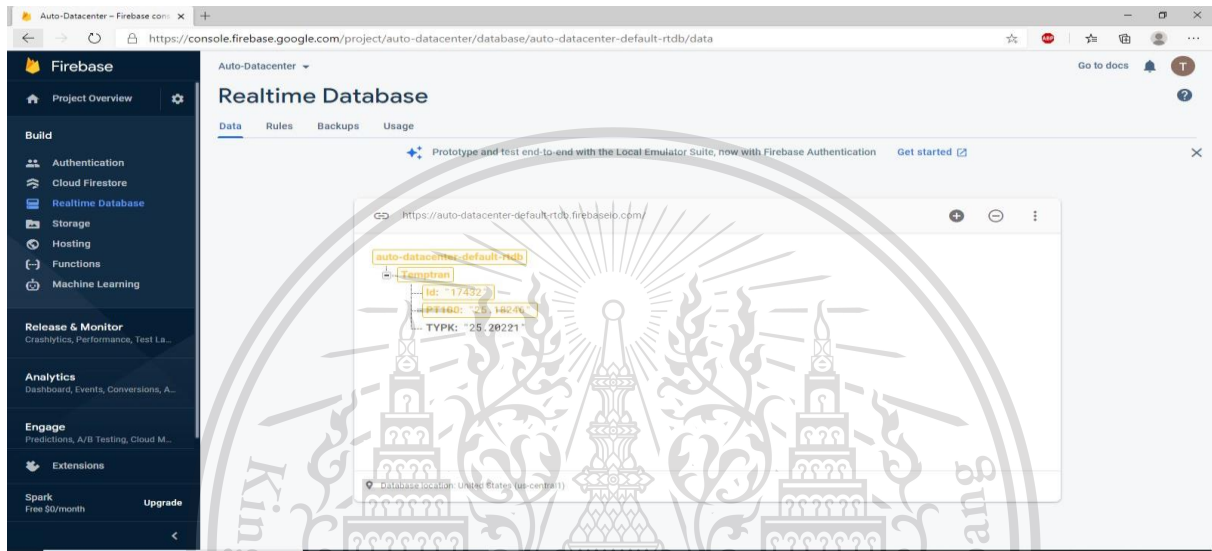 Auto-Datacenter – Firebase cons
https://console.firebase.google.com/project/auto-datacenter/database/auto-datacenter-default-rtdb/data
ABP
Firebase
Auto-Datacenter
Go to docs
T
Project Overview
Realtime Database
Data Rules Backups Usage
Build
Prototype and test end-to-end with the Local Emulator Suite, now with Firebase Authentication Get started
Authentication
Cloud Firestore
Realtime Database
Storage
Hosting
Functions
Machine Learning
https://auto-datacenter-default-rtdb.firebaseio.com/
auto-datacenter-default-rtdb
Temptran
Id: "17432"
PT100: "25.18246"
TYPK: "25.20221"
Release & Monitor
Crashlytics, Performance, Test La...
Analytics
Dashboard, Events, Conversions, A...
Engage
Predictions, A/B Testing, Cloud M...
Extensions
Database location: United States (us-central1)
Spark
Free $0/month
Upgrade